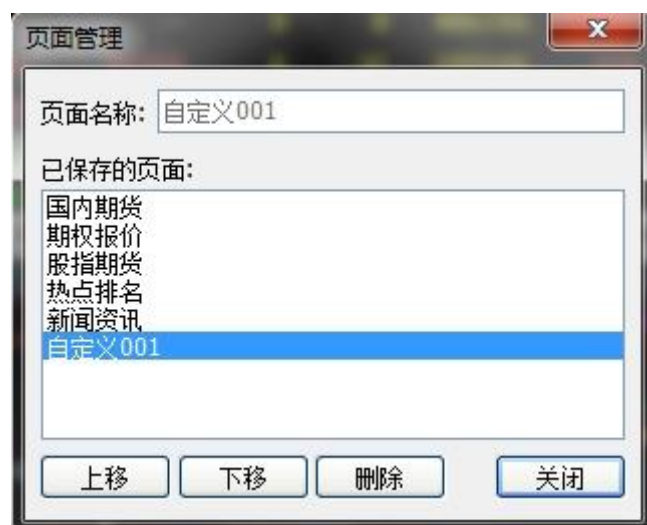 页面管理
页面名称: 自定义001
已保存的页面:
国内期货
期权报价
股指期货
热点排名
新闻资讯
自定义001
上移 下移 删除 关闭